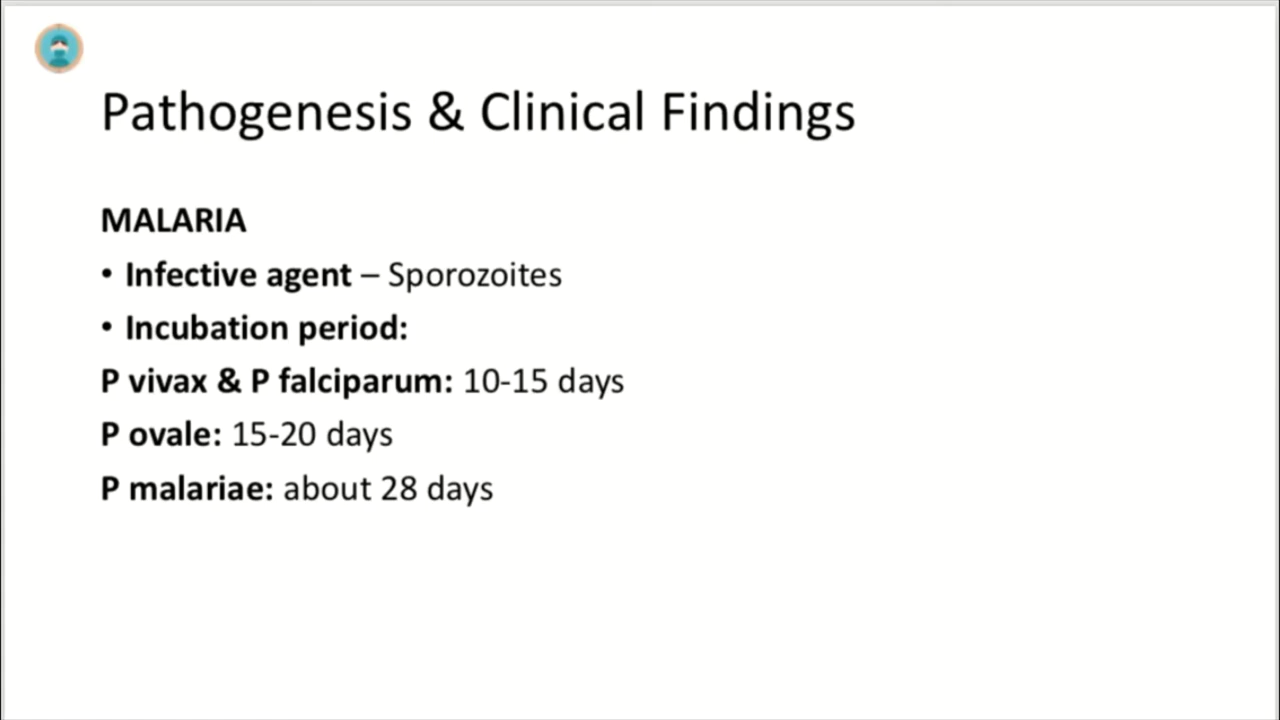 Pathogenesis & Clinical Findings
MALARIA
• Infective agent – Sporozoites
• Incubation period:
P vivax & P falciparum: 10-15 days
P ovale: 15-20 days
P malariae: about 28 days